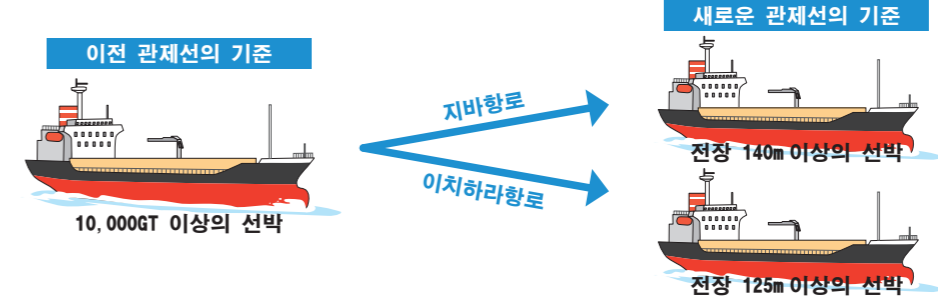 새로운 관제선의 기준
이전 관제선의 기준
지바항로
전장 140m 이상의 선박
이치하라항로
10,000GT 이상의 선박
전장 125m 이상의 선박